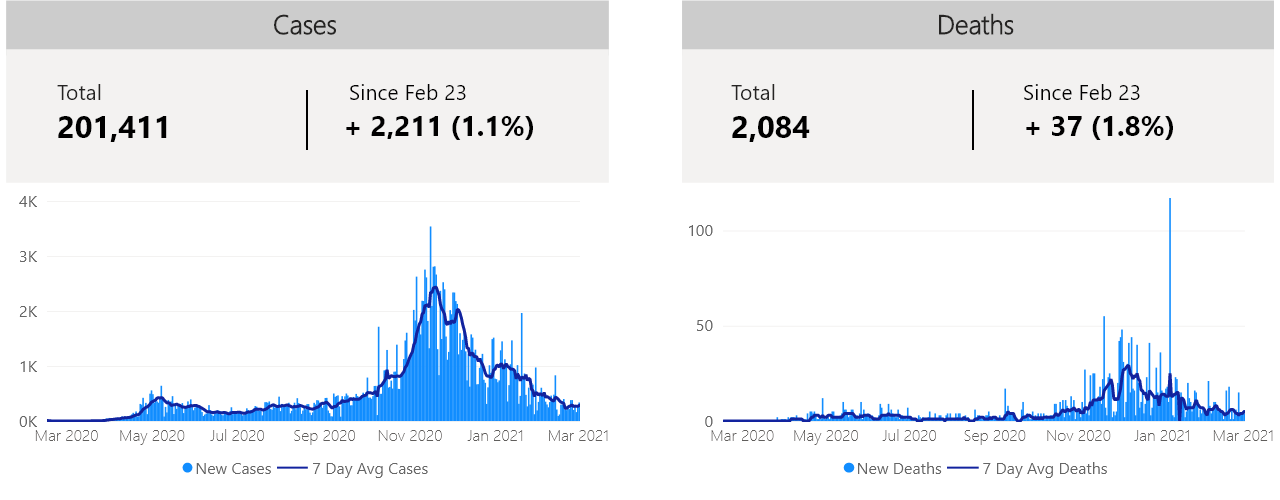 Cases
Total
201,411
Since Feb 23
+ 2,211 (1.1%)
4K
3K
2K
1K
0K
Mar 2020 May 2020 Jul 2020 Sep 2020 Nov 2020 Jan 2021 Mar 2021
New Cases 7 Day Avg Cases
Deaths
Total
2,084
Since Feb 23
+ 37 (1.8%)
100
50
0
Mar 2020 May 2020 Jul 2020 Sep 2020 Nov 2020 Jan 2021 Mar 2021
New Deaths 7 Day Avg Deaths